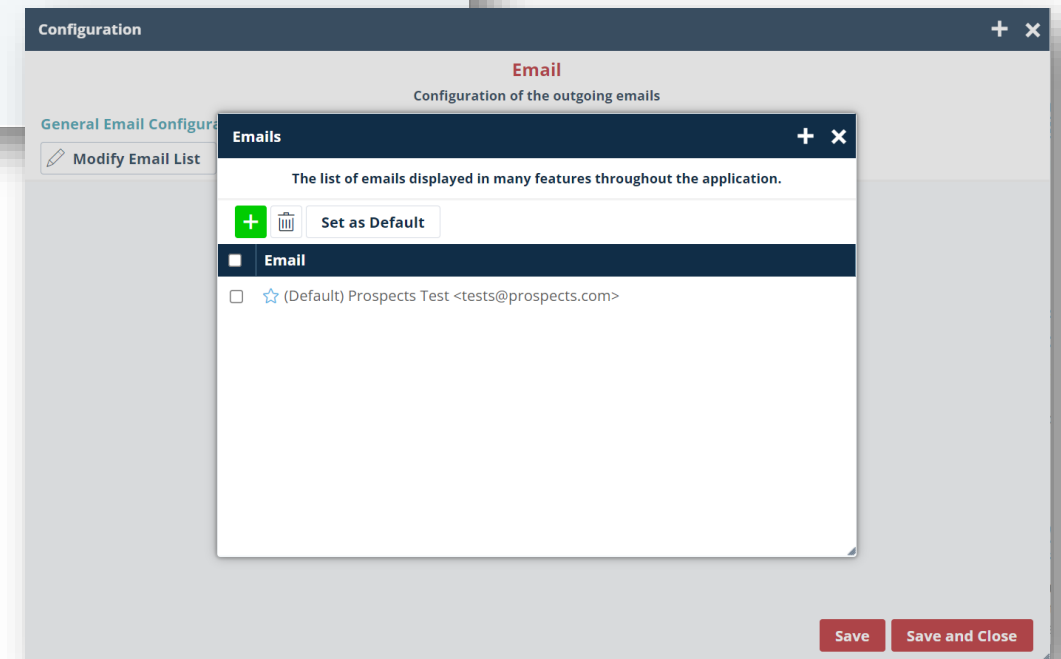 Configuration
Email
Configuration of the outgoing emails
General Email
Modify Email List
Emails
The list of emails displayed in many features throughout the application.
Set as Default
Email
(Default) Prospects Test <tests@prospects.com>
Save
Save and Close